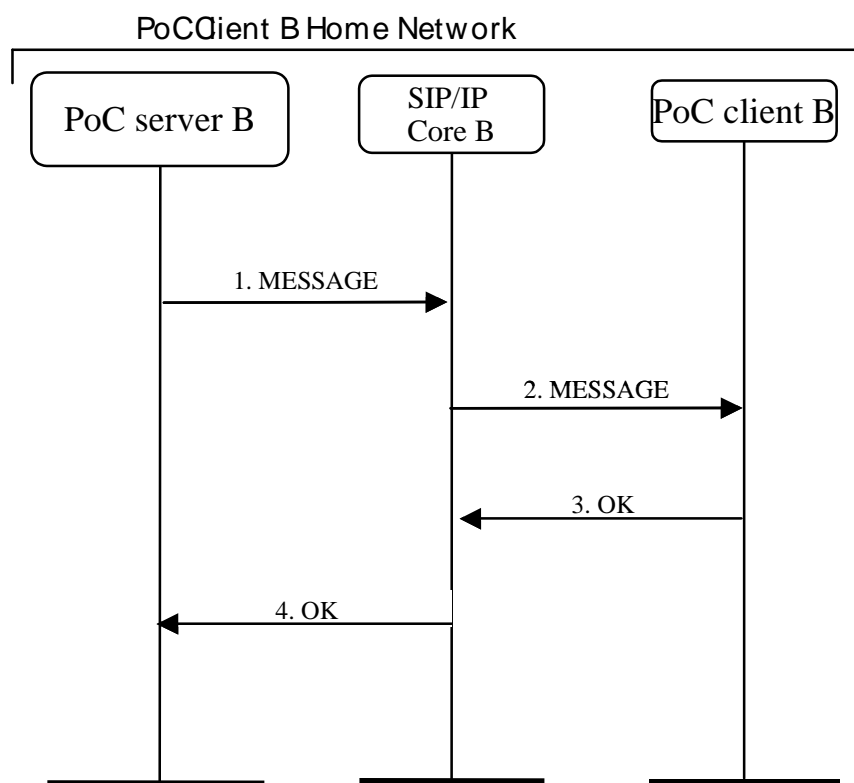 PoCClient B Home Network
PoC server B
SIP/IP
Core B
PoC client B
1. MESSAGE
2. MESSAGE
3. OK
4. OK